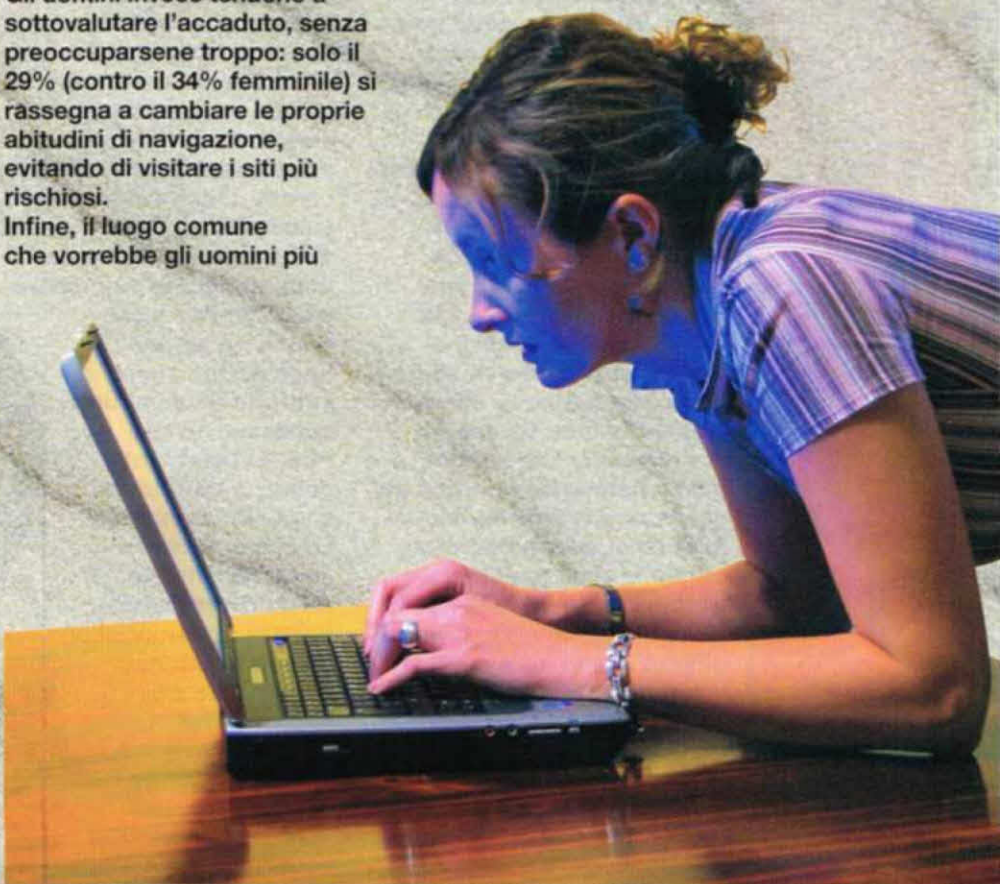 sottovalutare l'accaduto, senza
preoccuparsene troppo: solo il
29% (contro il 34% femminile) si
rassegna a cambiare le proprie
abitudini di navigazione,
evitando di visitare i siti più
rischiosi.
Infine, il luogo comune
che vorrebbe gli uomini più